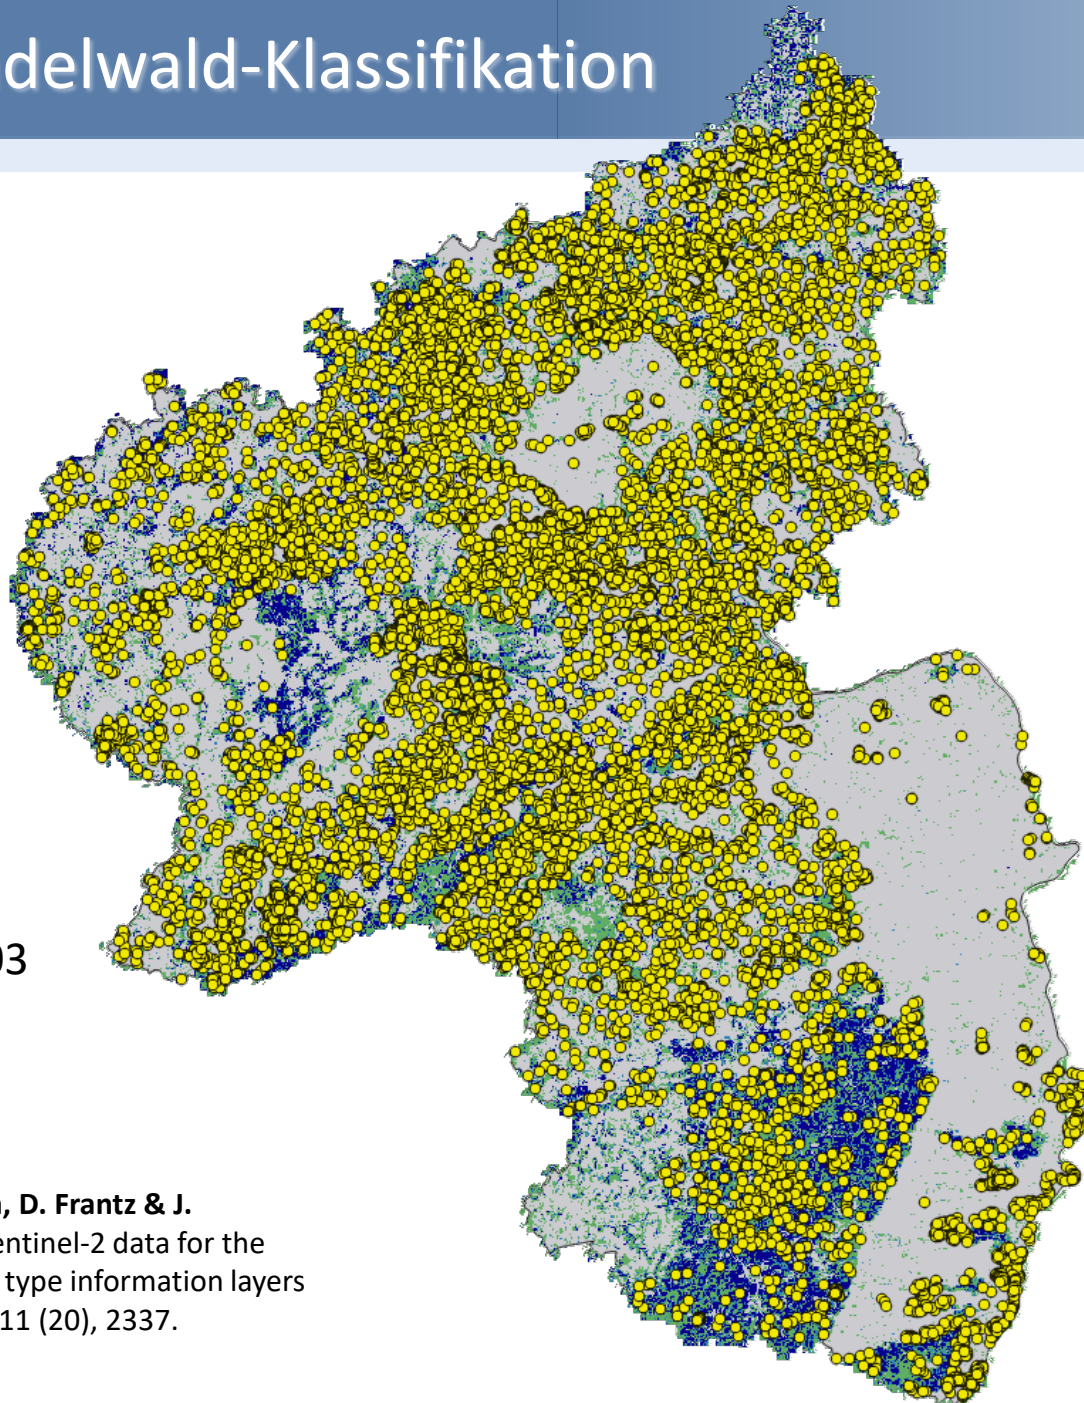 delwald-Klassifikation
03
, D. Frantz & J.
entinel-2 data for the
type information layers
11 (20), 2337.